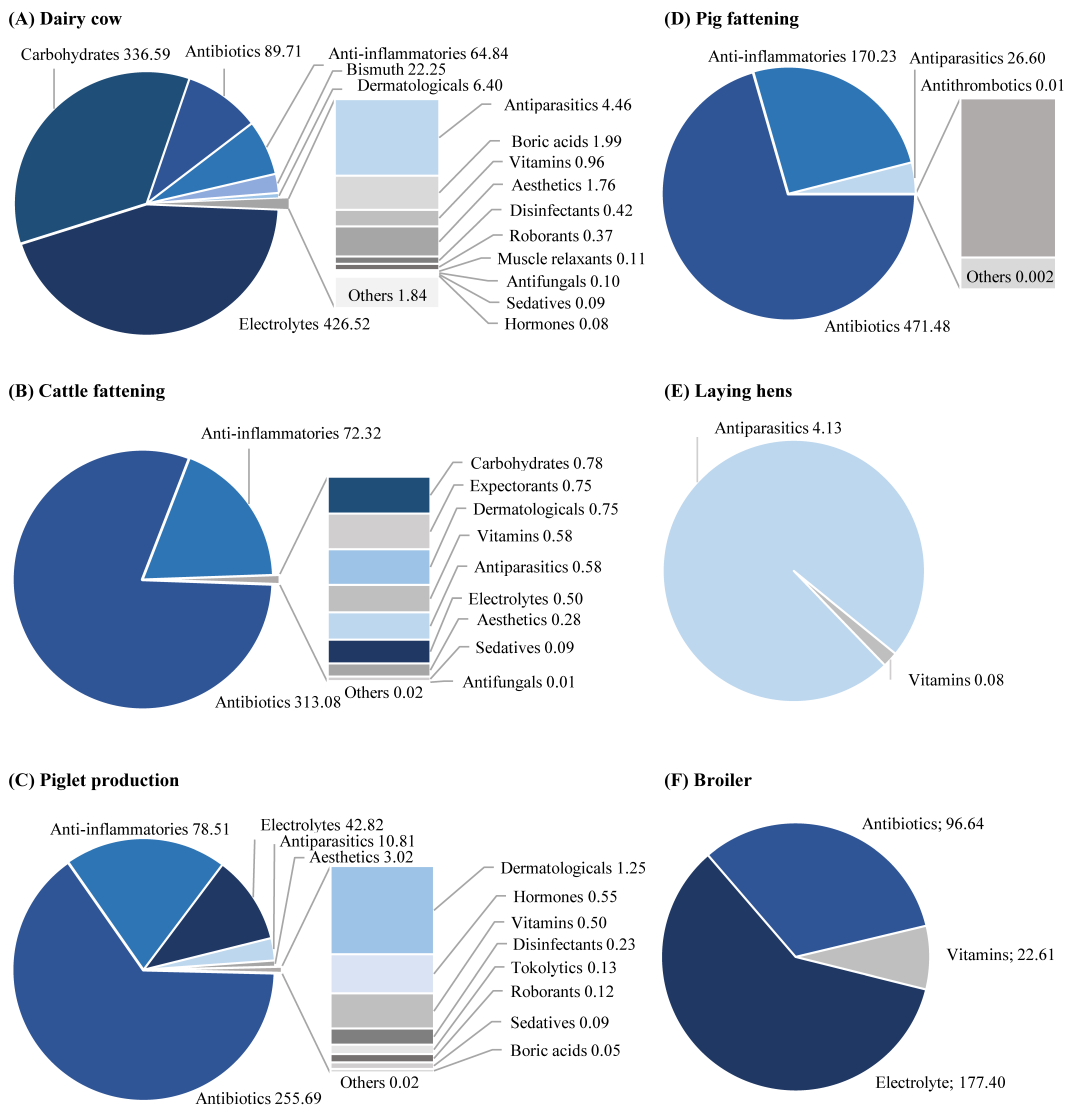 (A) Dairy cow
Carbohydrates 336.59
Antibiotics 89.71
Anti-inflammatories 64.84
Bismuth 22.25
Dermatologicals 6.40
Antiparasitics 4.46
Boric acids 1.99
Vitamins 0.96
Aesthetics 1.76
Disinfectants 0.42
Roborants 0.37
Muscle relaxants 0.11
Antifungals 0.10
Sedatives 0.09
Hormones 0.08
Others 1.84
Electrolytes 426.52
(B) Cattle fattening
Anti-inflammatories 72.32
Carbohydrates 0.78
Expectorants 0.75
Dermatologicals 0.75
Vitamins 0.58
Antiparasitics 0.58
Electrolytes 0.50
Aesthetics 0.28
Sedatives 0.09
Antifungals 0.01
Others 0.02
Antibiotics 313.08
(C) Piglet production
Anti-inflammatories 78.51
Electrolytes 42.82
Antiparasitics 10.81
Aesthetics 3.02
Dermatologicals 1.25
Hormones 0.55
Vitamins 0.50
Disinfectants 0.23
Tokolytics 0.13
Roborants 0.12
Sedatives 0.09
Boric acids 0.05
Others 0.02
Antibiotics 255.69
(D) Pig fattening
Anti-inflammatories 170.23
Antiparasitics 26.60
Antithrombotics 0.01
Others 0.002
Antibiotics 471.48
(E) Laying hens
Antiparasitics 4.13
Vitamins 0.08
(F) Broiler
Antibiotics; 96.64
Vitamins; 22.61
Electrolyte; 177.40